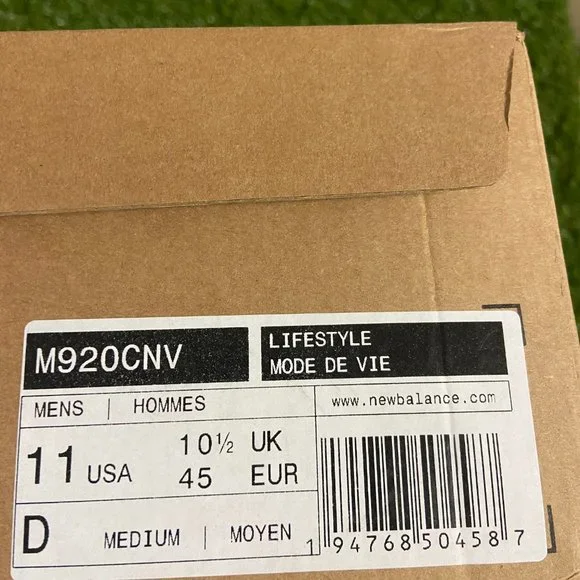 M920CNV
LIFESTYLE
MODE DE VIE
MENS | HOMMES
www.newbalance.com
11 USA
10½ UK
45 EUR
D MEDIUM | MOYEN
1 94768 50458 7